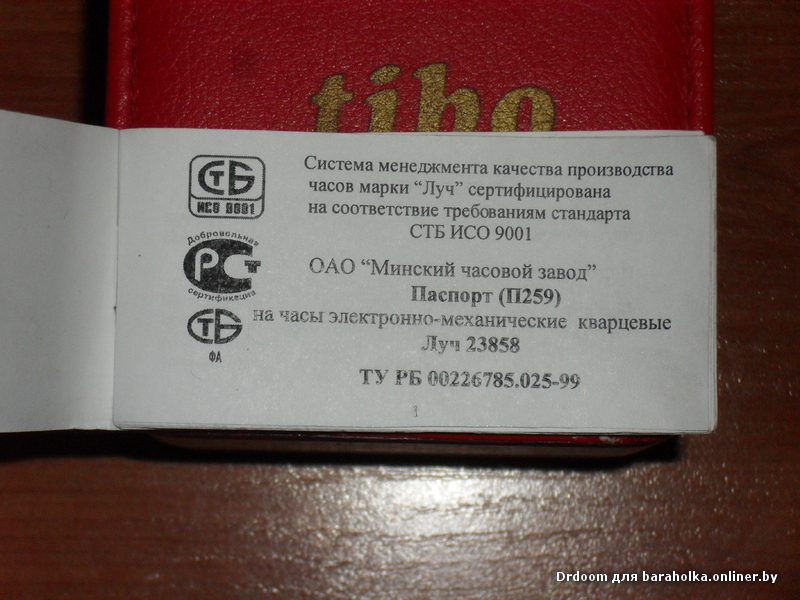 tibo
СТБ
ИСО 9001
Система менеджмента качества производства
часов марки “Луч” сертифицирована
на соответствие требованиям стандарта
СТБ ИСО 9001
Добровольная
РСТ
сертификация
ОАО “Минский часовой завод”
Паспорт (П259)
СТБ
ФА
на часы электронно-механические кварцевые
Луч 23858
ТУ РБ 00226785.025-99
1
Drdoom для baraholka.onliner.by